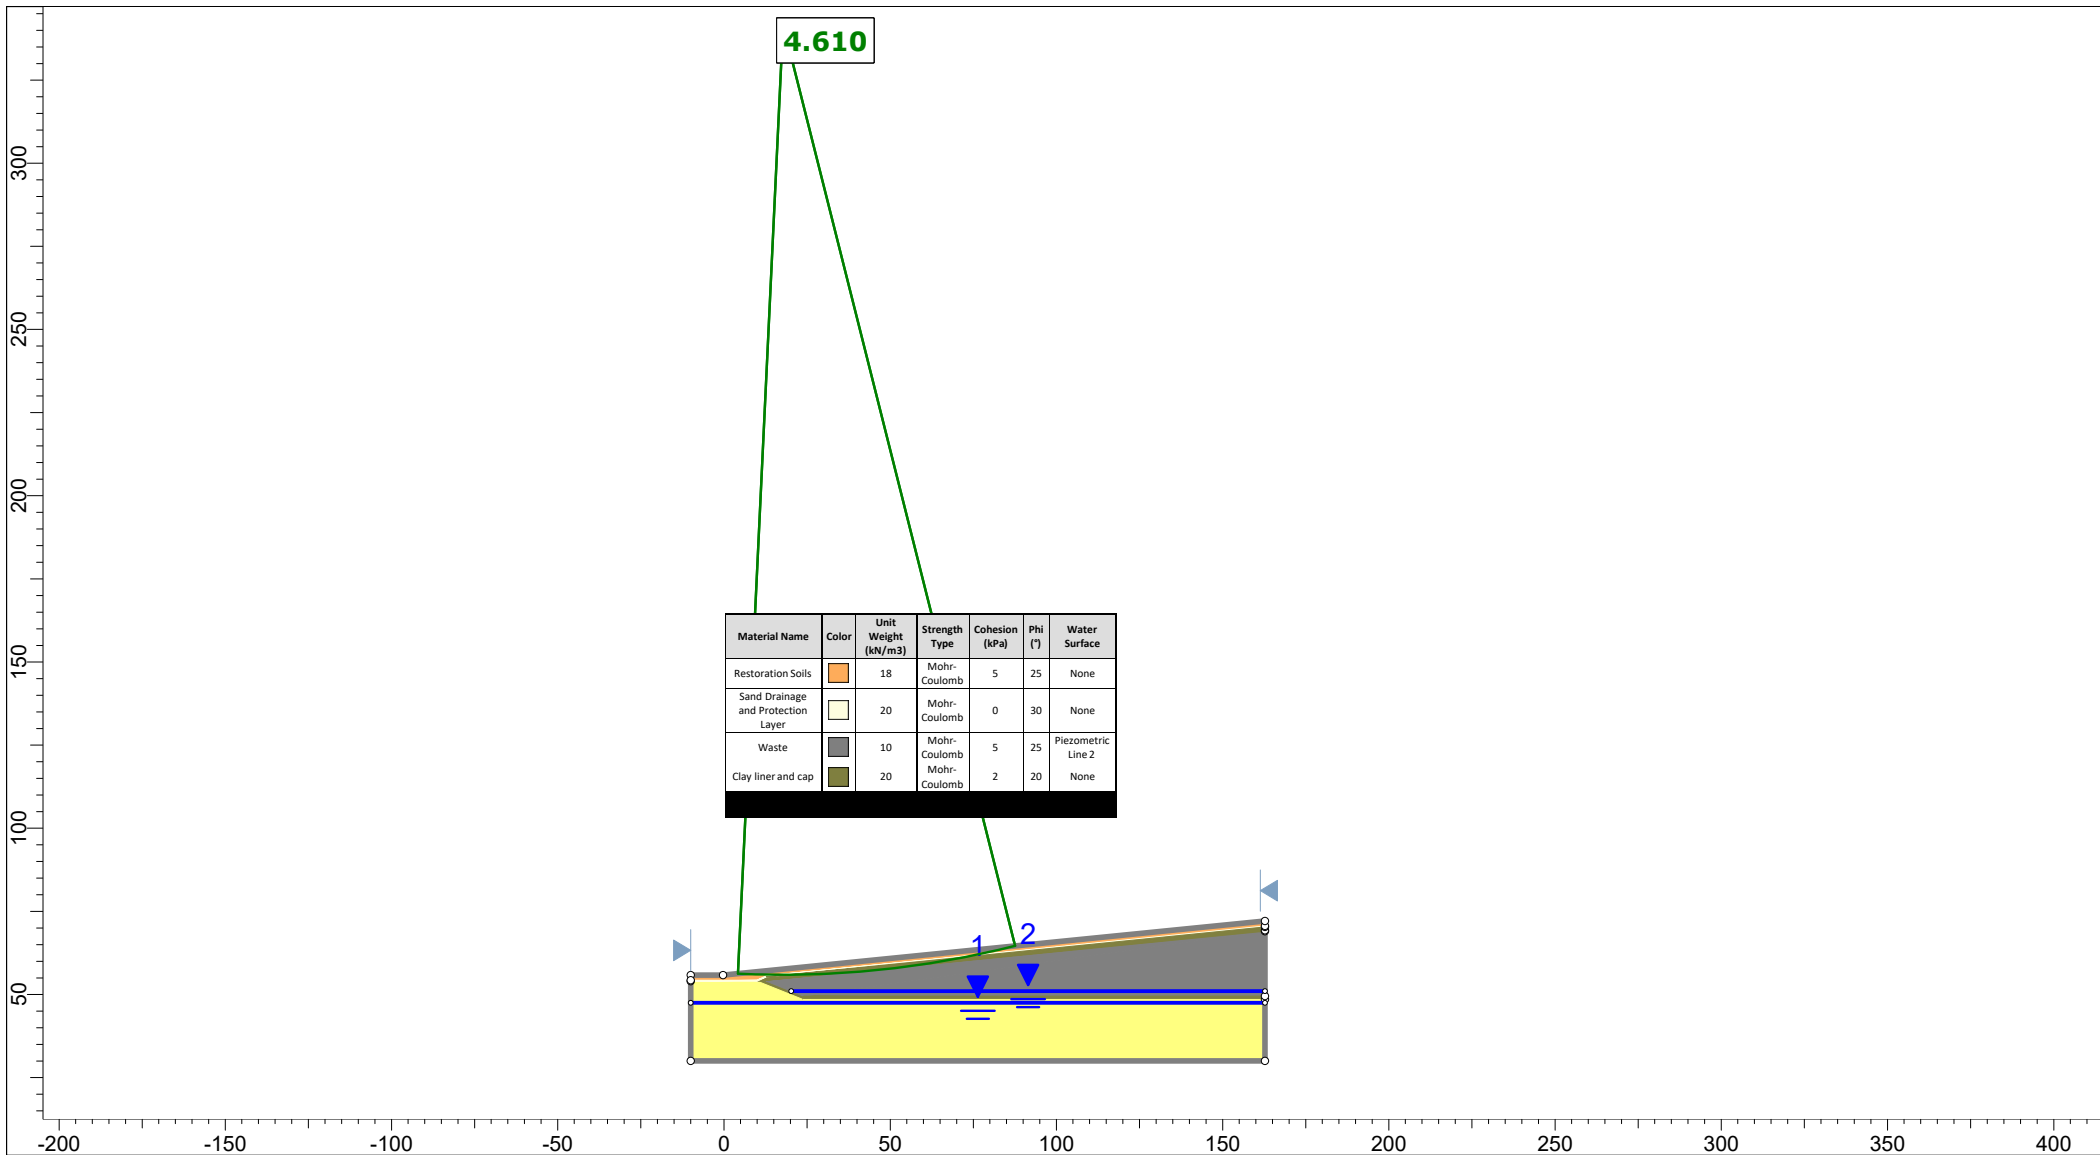 4.610
300
250
200
150
100
50
Material Name Color Unit Weight (kN/m3) Strength Type Cohesion (kPa) Phi (°) Water Surface
Restoration Soils 18 Mohr-Coulomb 5 25 None
Sand Drainage and Protection Layer 20 Mohr-Coulomb 0 30 None
Waste 10 Mohr-Coulomb 5 25 Piezometric Line 2
Clay liner and cap 20 Mohr-Coulomb 2 20 None
1 2
-200 -150 -100 -50 0 50 100 150 200 250 300 350 400